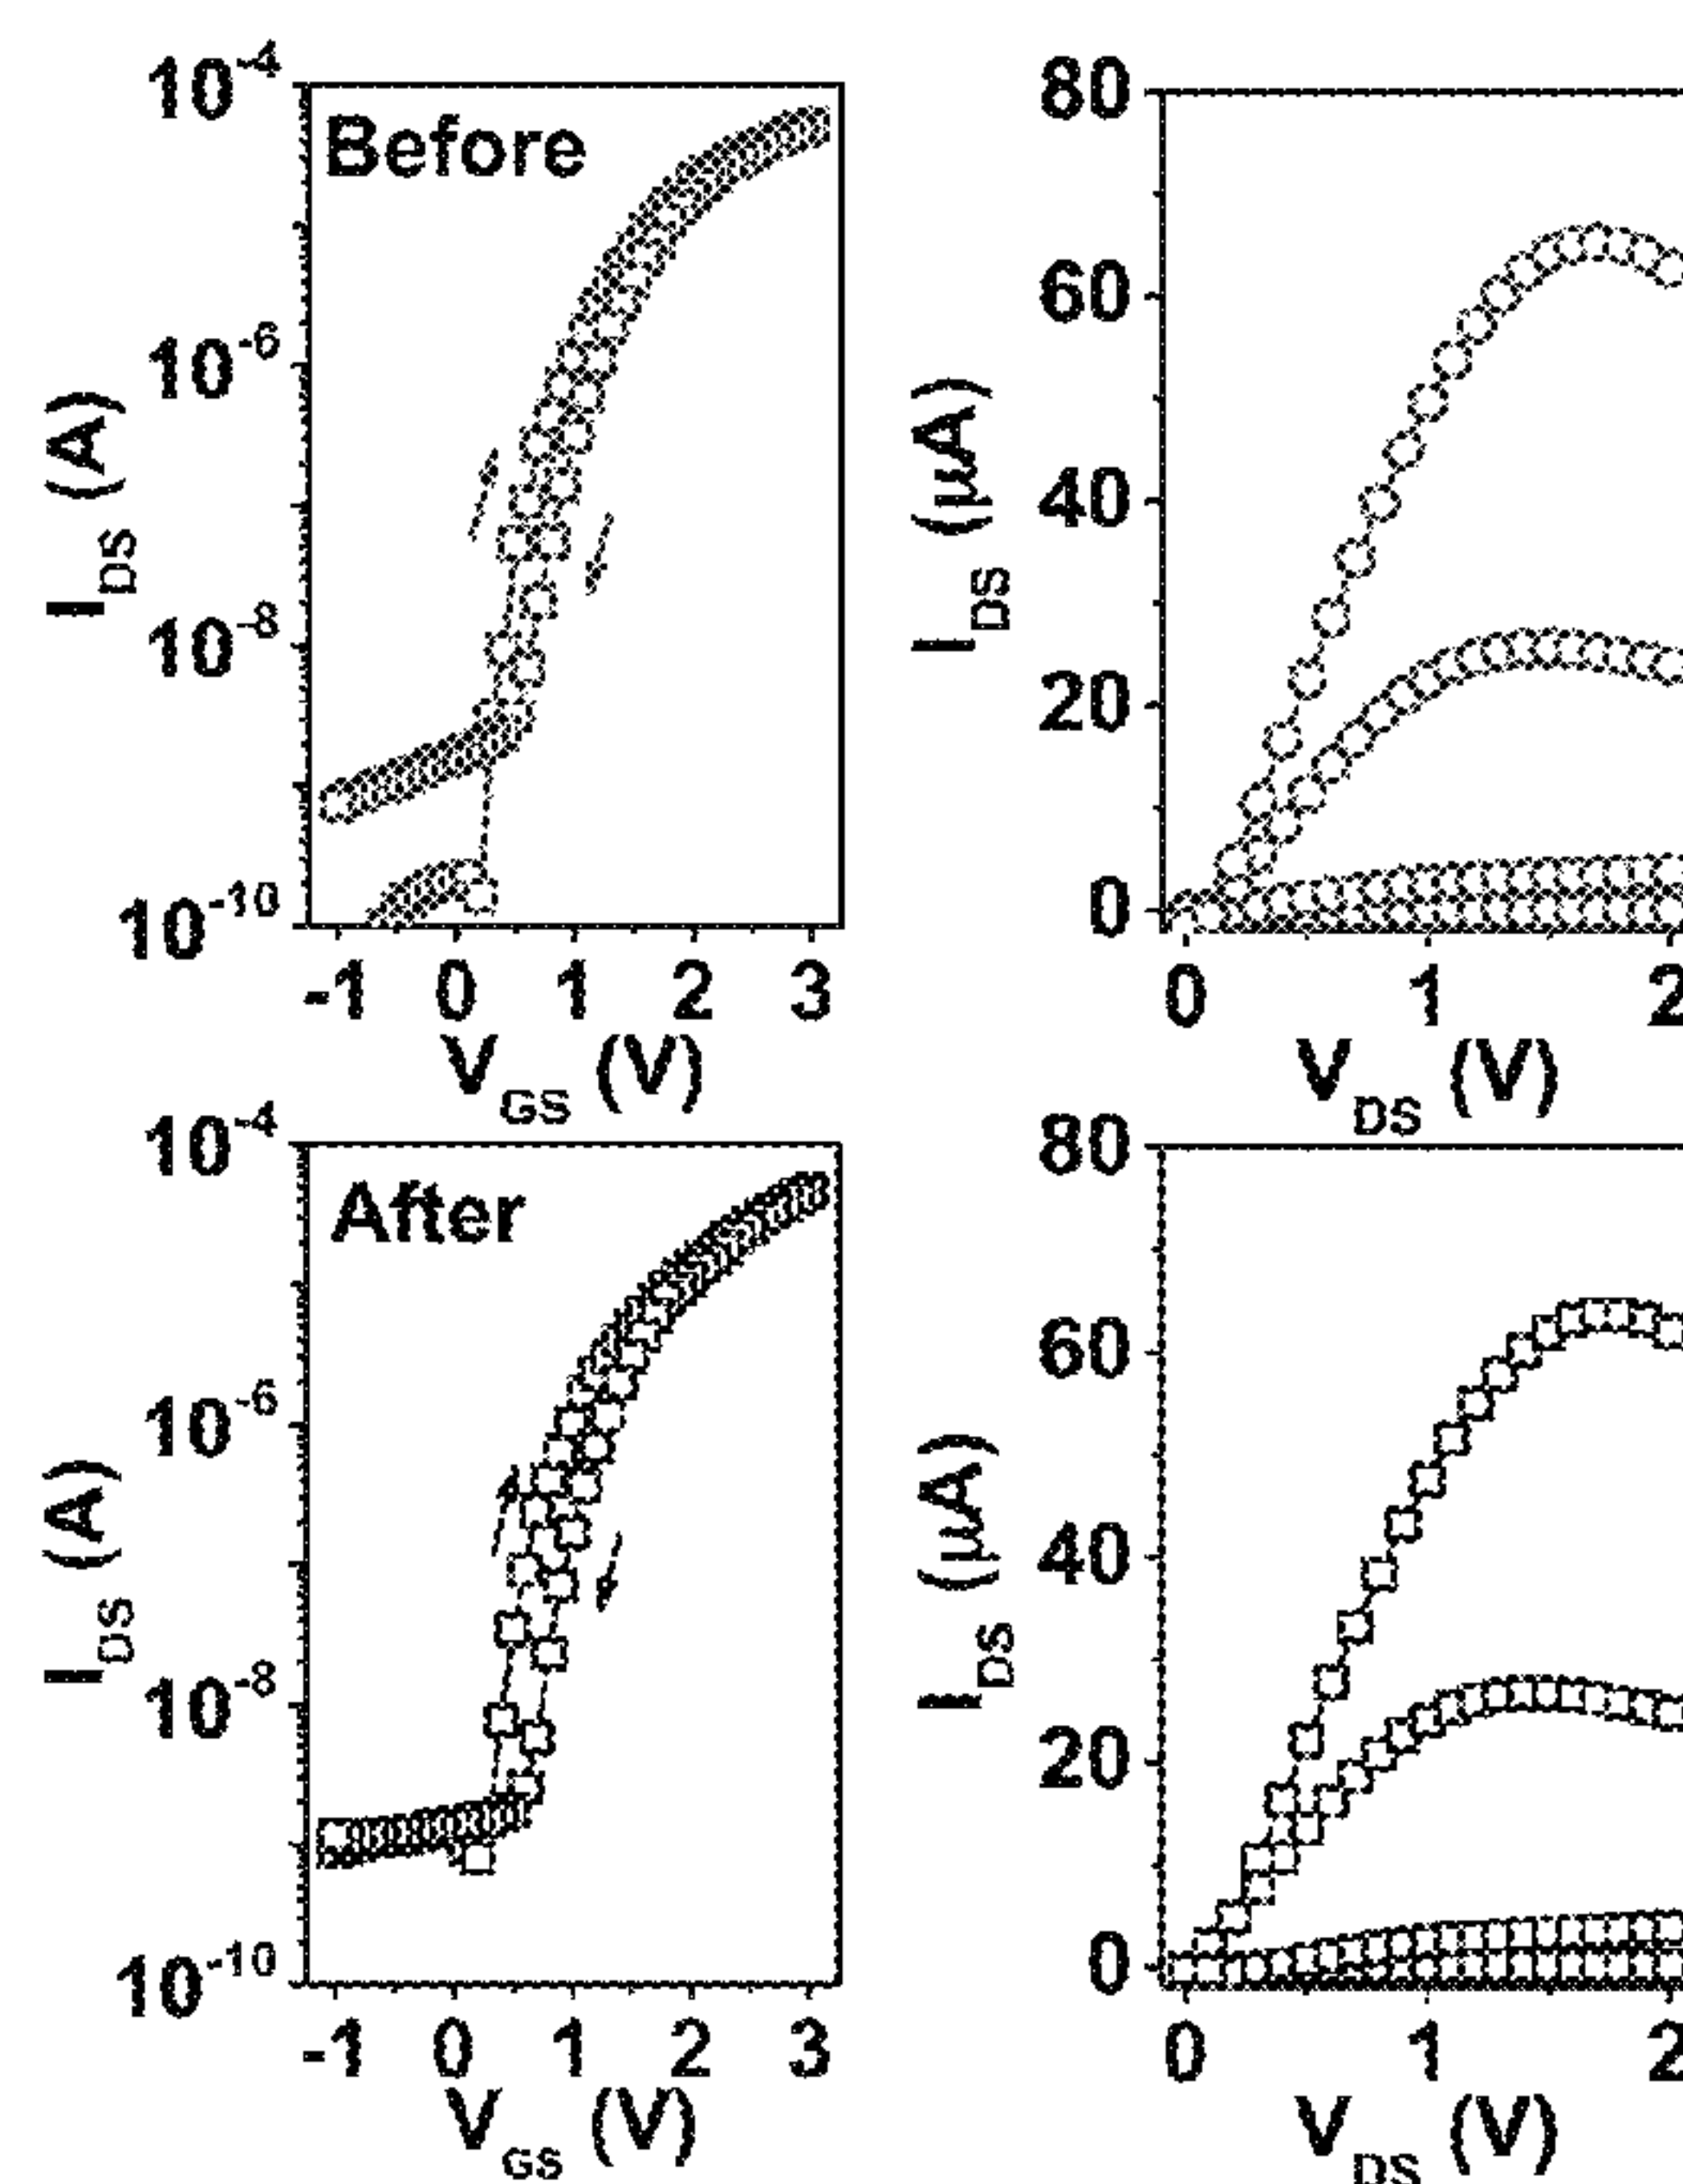 Before
10^-4
10^-6
10^-8
10^-10
I_DS (A)
-1 0 1 2 3
V_GS (V)
80
60
40
20
0
I_DS (μA)
0 1 2
V_DS (V)
After
10^-4
10^-6
10^-8
10^-10
I_DS (A)
-1 0 1 2 3
V_GS (V)
80
60
40
20
0
I_DS (μA)
0 1 2
V_DS (V)